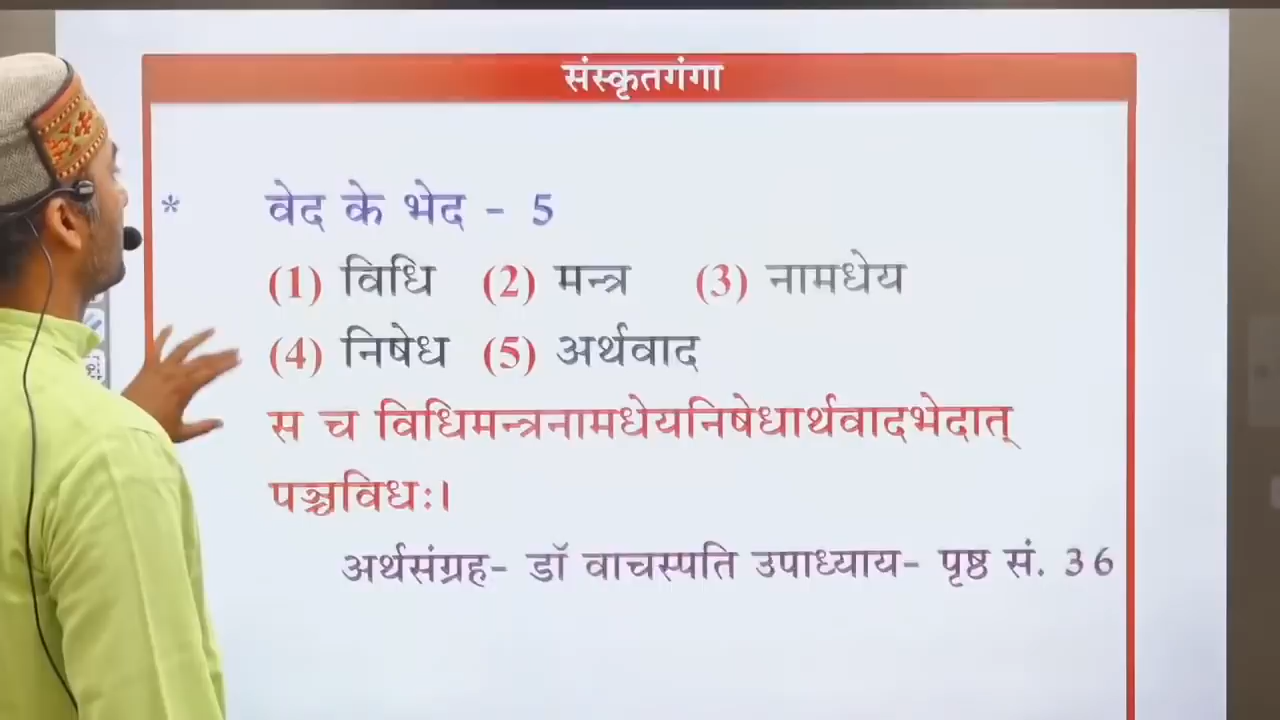 संस्कृतगंगा
* वेद के भेद - 5
(1) विधि (2) मन्त्र (3) नामधेय
(4) निषेध (5) अर्थवाद
स च विधिमन्त्रनामधेयनिषेधार्थवादभेदात्
पञ्चविधः।
अर्थसंग्रह- डॉ वाचस्पति उपाध्याय- पृष्ठ सं. 36